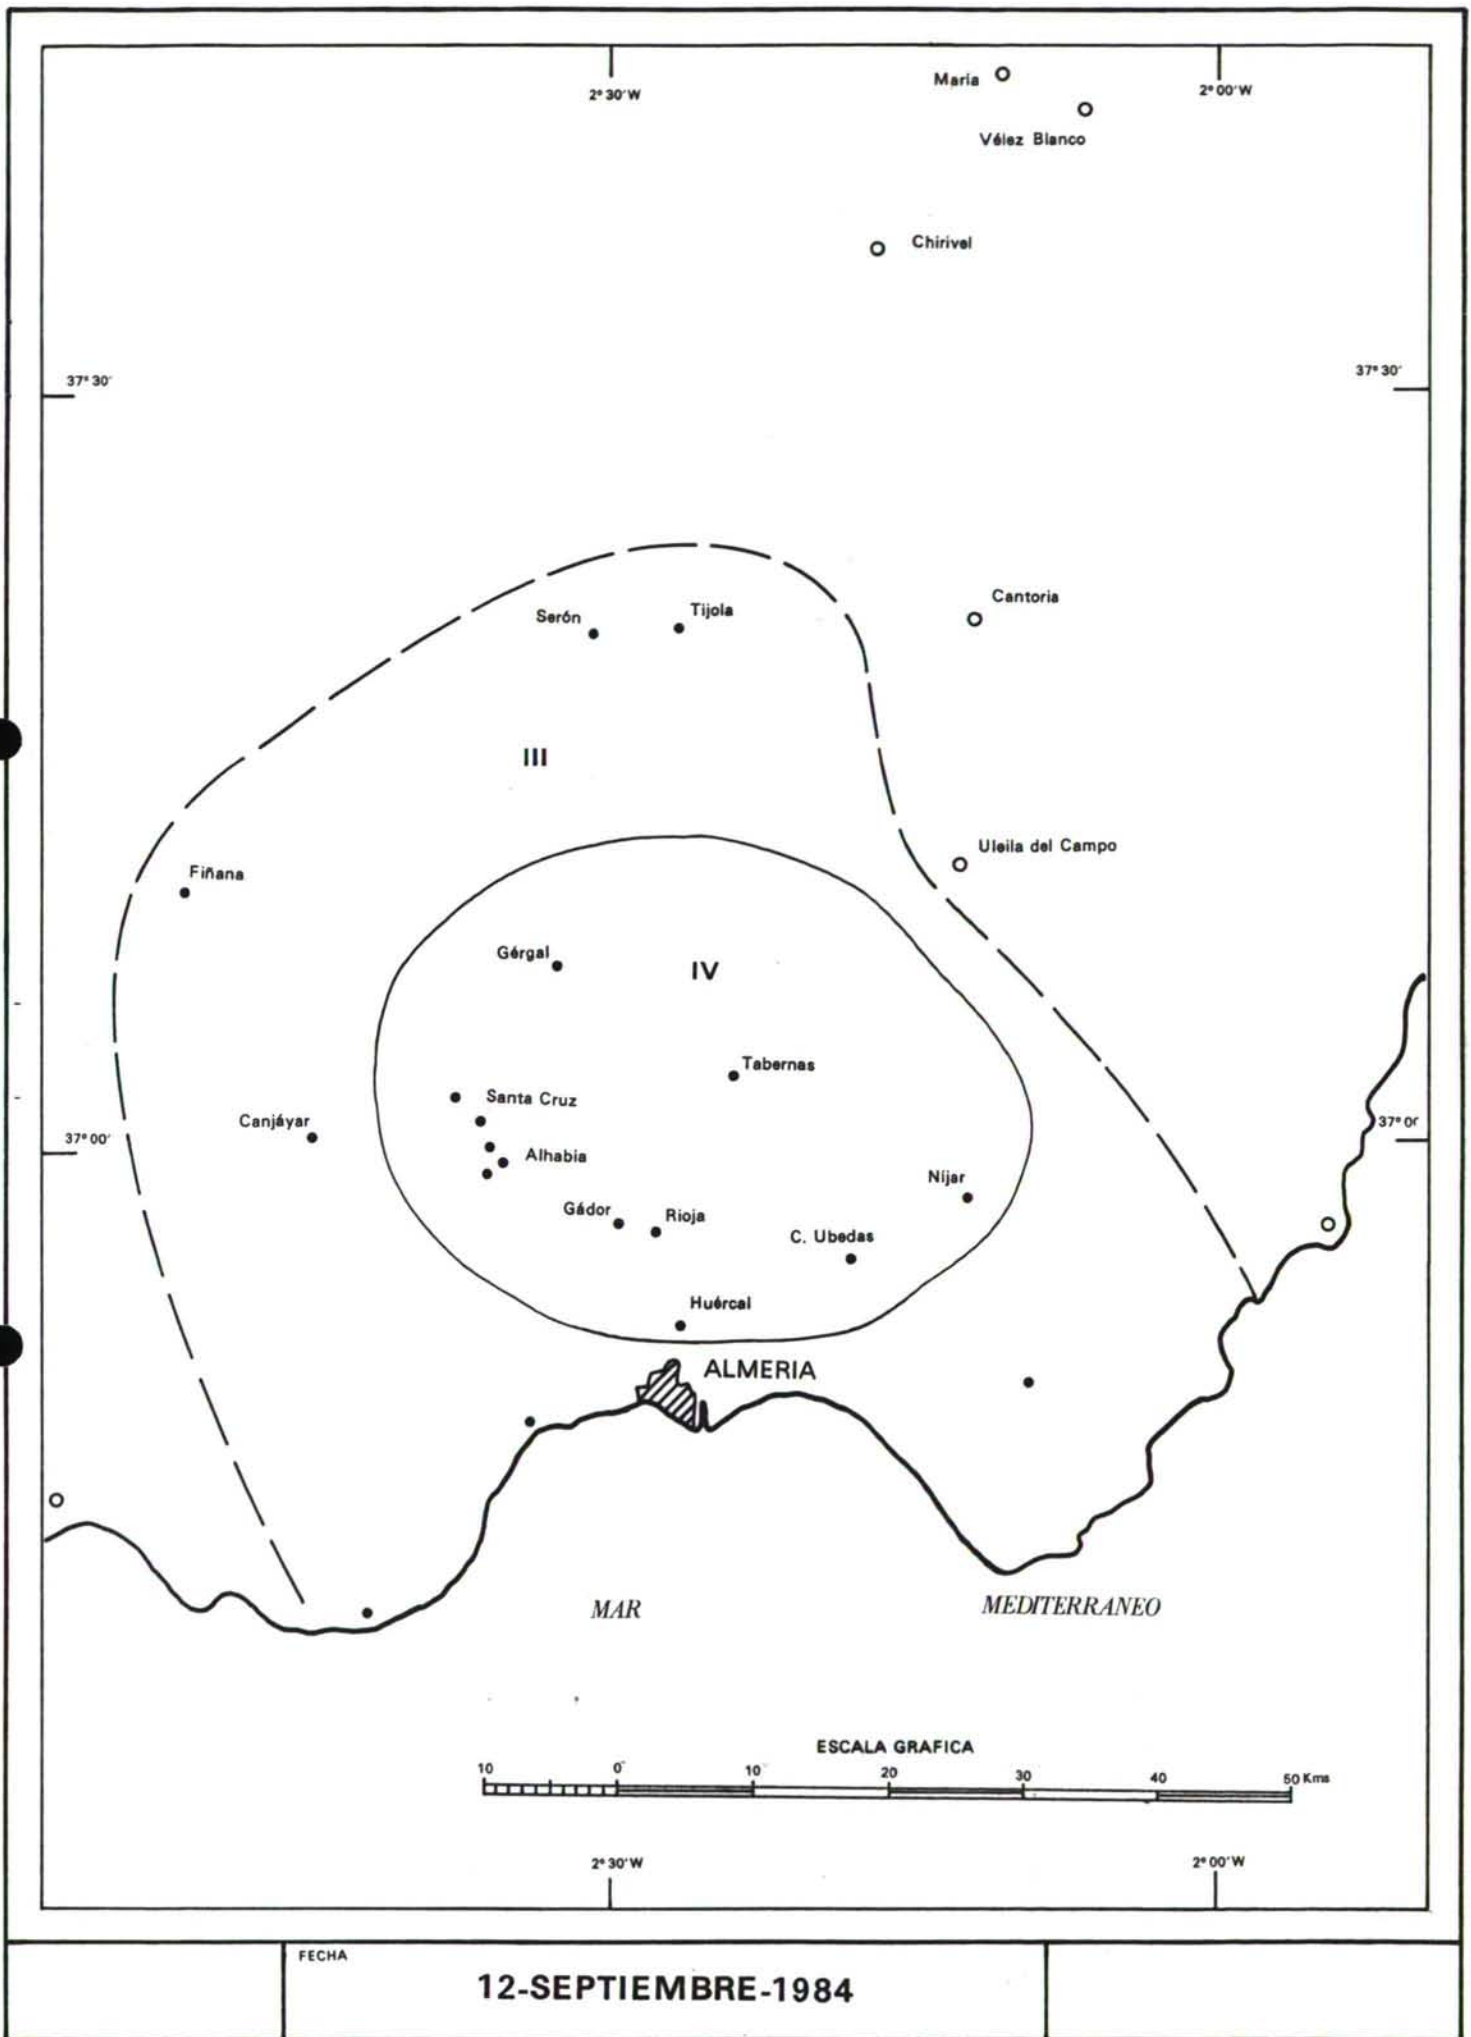 María
2° 30' W
2° 00' W
Vélez Blanco
Chirivel
37° 30'
37° 30'
Cantoria
Serón
Tijola
III
Uleila del Campo
Fiñana
Gérgal
IV
Tabernas
Santa Cruz
Canjáyar
37° 00'
37° 0
Alhabia
Níjar
Gádor
Rioja
C. Ubedas
Huércal
ALMERIA
MAR
MEDITERRANEO
ESCALA GRAFICA
10 0 10 20 30 40 50 Kms
2° 30' W
2° 00' W
FECHA
12-SEPTIEMBRE-1984